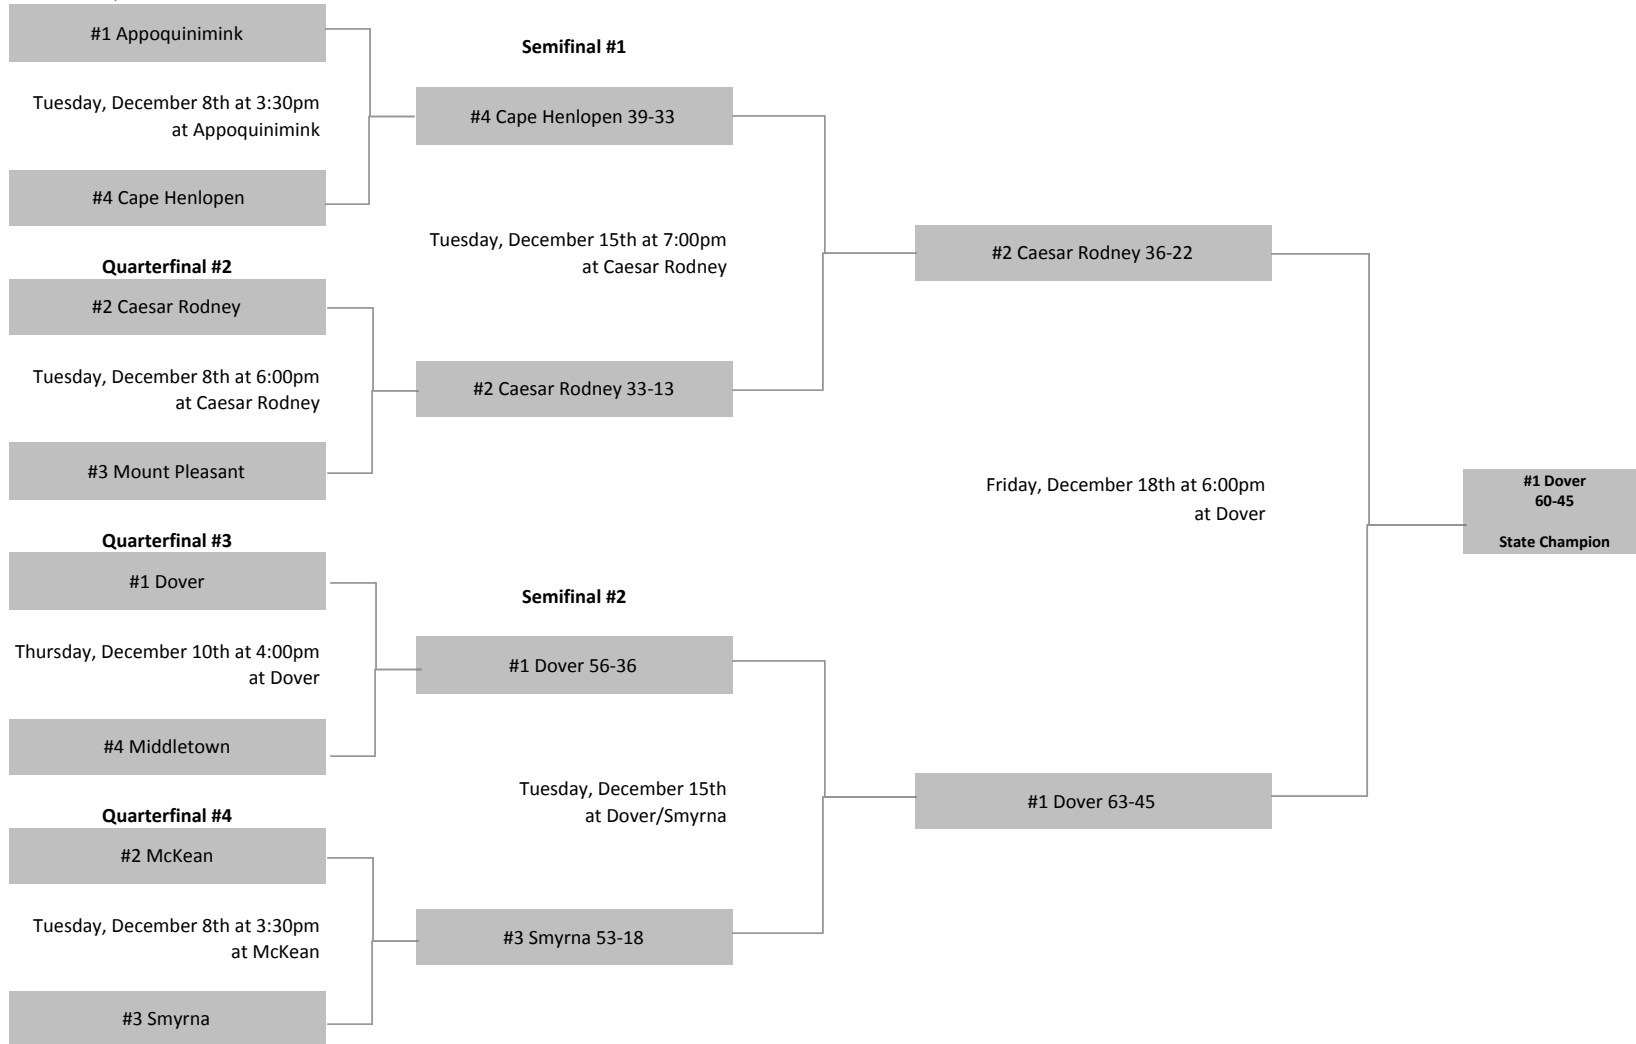 #1 Appoquinimink
Tuesday, December 8th at 3:30pm
at Appoquinimink
#4 Cape Henlopen
Quarterfinal #2
#2 Caesar Rodney
Tuesday, December 8th at 6:00pm
at Caesar Rodney
#3 Mount Pleasant
Quarterfinal #3
#1 Dover
Thursday, December 10th at 4:00pm
at Dover
#4 Middletown
Quarterfinal #4
#2 McKean
Tuesday, December 8th at 3:30pm
at McKean
#3 Smyrna
Semifinal #1
#4 Cape Henlopen 39-33
Tuesday, December 15th at 7:00pm
at Caesar Rodney
#2 Caesar Rodney 33-13
Semifinal #2
#1 Dover 56-36
Tuesday, December 15th
at Dover/Smyrna
#3 Smyrna 53-18
#2 Caesar Rodney 36-22
Friday, December 18th at 6:00pm
at Dover
#1 Dover 63-45
#1 Dover
60-45
State Champion